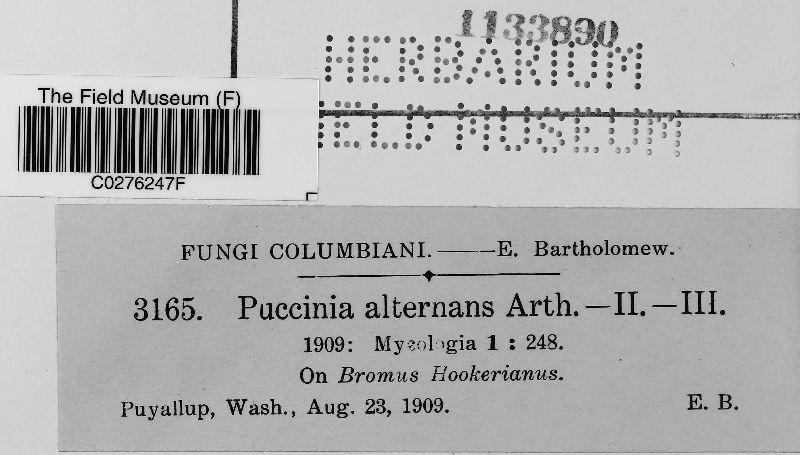 1133890
HERBARIUM
FIELD MUSEUM
The Field Museum (F)
C0276247F
FUNGI COLUMBIANI.——E. Bartholomew.
3165. Puccinia alternans Arth.—II.—III.
1909: Mycologia 1 : 248.
On Bromus Hookerianus.
Puyallup, Wash., Aug. 23, 1909. E. B.